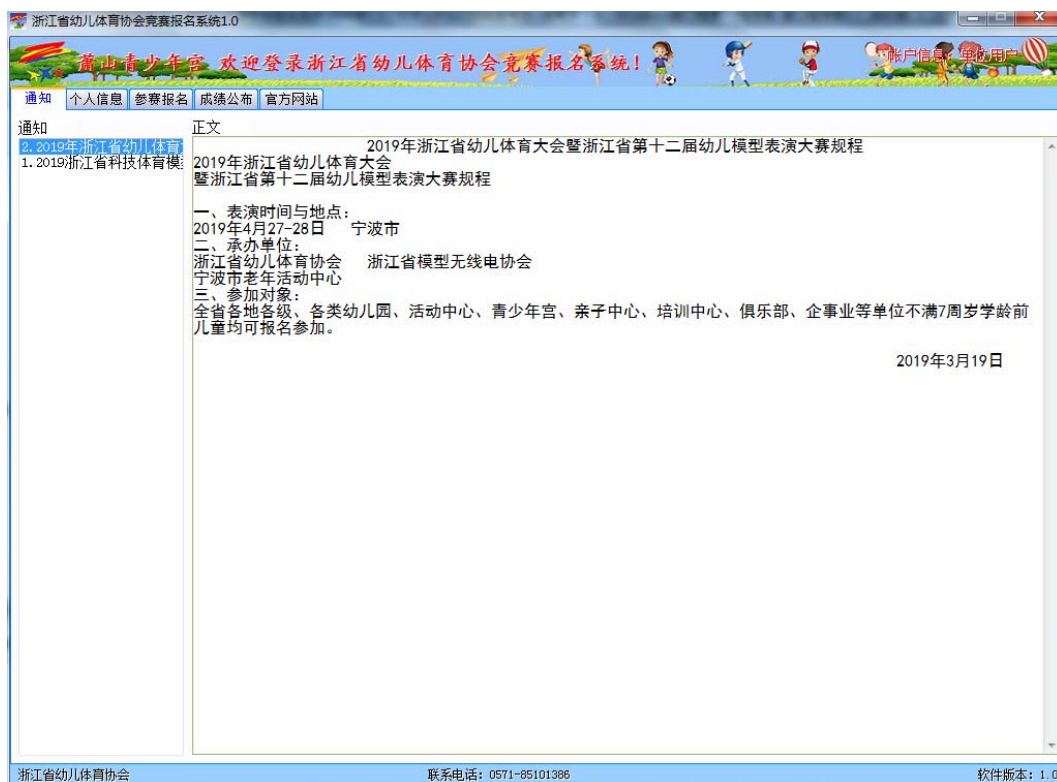 浙江省幼儿体育协会竞赛报名系统1.0
萧山青少年宫 欢迎登录浙江省幼儿体育协会竞赛报名系统!
帐户信息: 单位用户
通知 个人信息 参赛报名 成绩公布 官方网站
通知
2.2019年浙江省幼儿体育
1.2019浙江省科技体育模
正文
2019年浙江省幼儿体育大会暨浙江省第十二届幼儿模型表演大赛规程
2019年浙江省幼儿体育大会
暨浙江省第十二届幼儿模型表演大赛规程
一、表演时间与地点:
2019年4月27-28日 宁波市
二、承办单位:
浙江省幼儿体育协会 浙江省模型无线电协会
宁波市老年活动中心
三、参加对象:
全省各地各级、各类幼儿园、活动中心、青少年宫、亲子中心、培训中心、俱乐部、企事业等单位不满7周岁学龄前
儿童均可报名参加。
2019年3月19日
浙江省幼儿体育协会 联系电话: 0571-85101386 软件版本: 1.0